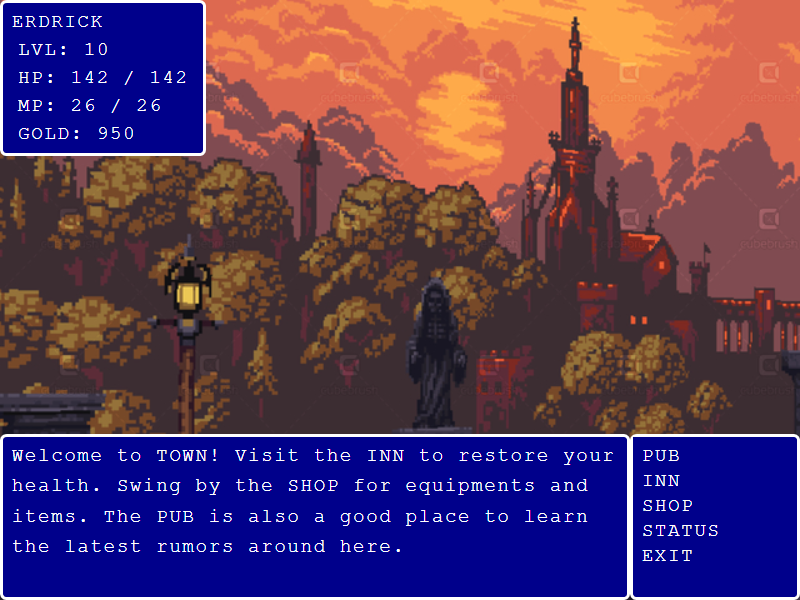 ERDRICK
LVL: 10
HP: 142 / 142
MP: 26 / 26
GOLD: 950
Welcome to TOWN! Visit the INN to restore your
health. Swing by the SHOP for equipments and
items. The PUB is also a good place to learn
the latest rumors around here.
PUB
INN
SHOP
STATUS
EXIT